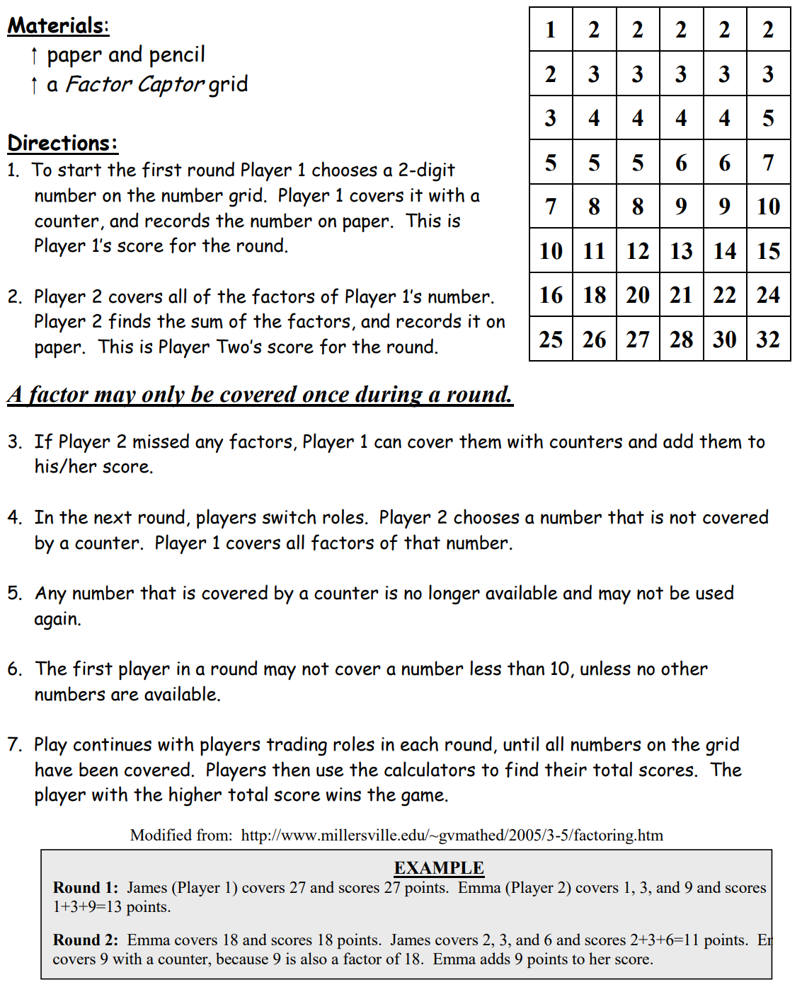 Materials:
↑ paper and pencil
↑ a Factor Captor grid
Directions:
1. To start the first round Player 1 chooses a 2-digit
number on the number grid. Player 1 covers it with a
counter, and records the number on paper. This is
Player 1's score for the round.
2. Player 2 covers all of the factors of Player 1's number.
Player 2 finds the sum of the factors, and records it on
paper. This is Player Two's score for the round.
1 2 2 2 2 2
2 3 3 3 3 3
3 4 4 4 4 5
5 5 5 6 6 7
7 8 8 9 9 10
10 11 12 13 14 15
16 18 20 21 22 24
25 26 27 28 30 32
A factor may only be covered once during a round.
3. If Player 2 missed any factors, Player 1 can cover them with counters and add them to
his/her score.
4. In the next round, players switch roles. Player 2 chooses a number that is not covered
by a counter. Player 1 covers all factors of that number.
5. Any number that is covered by a counter is no longer available and may not be used
again.
6. The first player in a round may not cover a number less than 10, unless no other
numbers are available.
7. Play continues with players trading roles in each round, until all numbers on the grid
have been covered. Players then use the calculators to find their total scores. The
player with the higher total score wins the game.
Modified from: http://www.millersville.edu/~gvmathed/2005/3-5/factoring.htm
EXAMPLE
Round 1: James (Player 1) covers 27 and scores 27 points. Emma (Player 2) covers 1, 3, and 9 and scores
1+3+9=13 points.
Round 2: Emma covers 18 and scores 18 points. James covers 2, 3, and 6 and scores 2+3+6=11 points.
covers 9 with a counter, because 9 is also a factor of 18. Emma adds 9 points to her score.